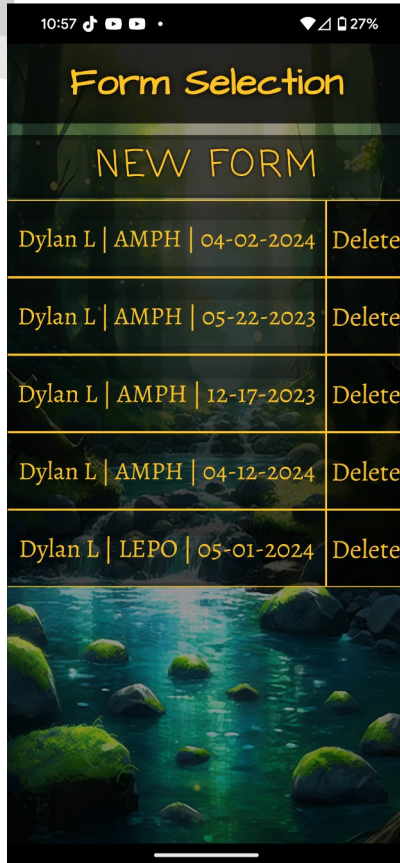 10:57 27%
Form Selection
NEW FORM
Dylan L | AMPH | 04-02-2024 Delete
Dylan L | AMPH | 05-22-2023 Delete
Dylan L | AMPH | 12-17-2023 Delete
Dylan L | AMPH | 04-12-2024 Delete
Dylan L | LEPO | 05-01-2024 Delete